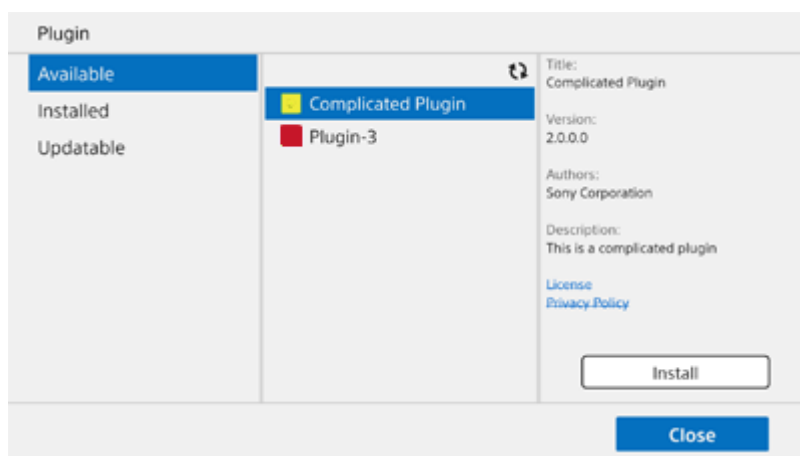 Plugin
Available
Installed
Updatable
Complicated Plugin
Plugin-3
Title:
Complicated Plugin
Version:
2.0.0.0
Authors:
Sony Corporation
Description:
This is a complicated plugin
License
Privacy Policy
Install
Close